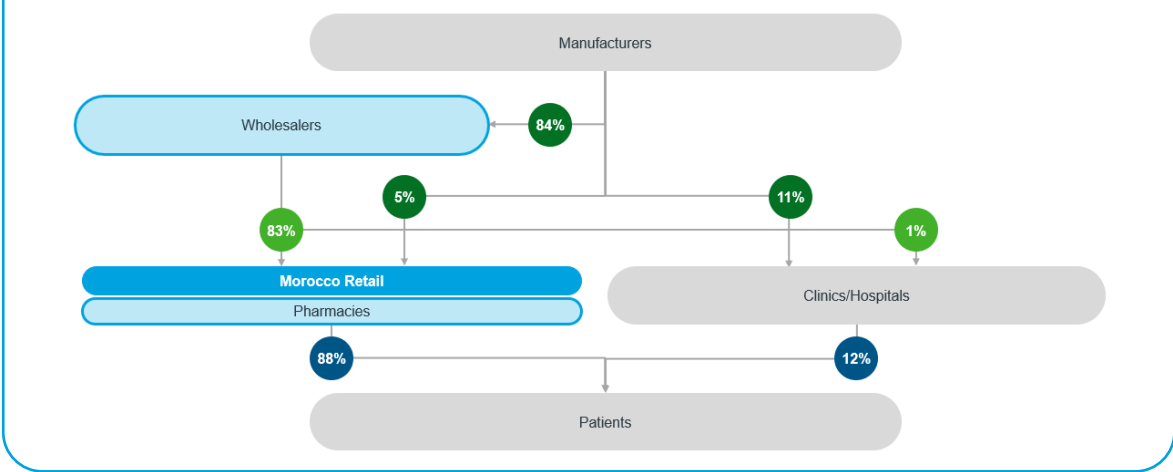 Manufacturers
Wholesalers
84%
5%
11%
83%
1%
Morocco Retail
Pharmacies
Clinics/Hospitals
88%
12%
Patients